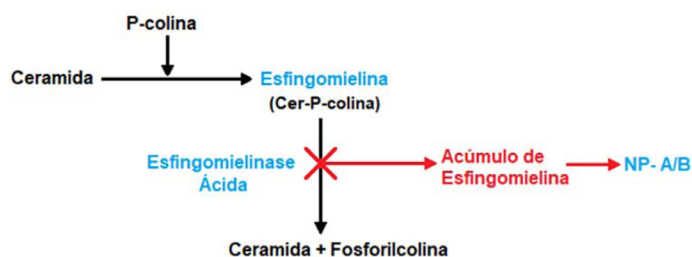 P-colina
Ceramida
Esfingomielina
(Cer-P-colina)
Esfingomielinase
Ácida
Acúmulo de
Esfingomielina
NP- A/B
Ceramida + Fosforilcolina